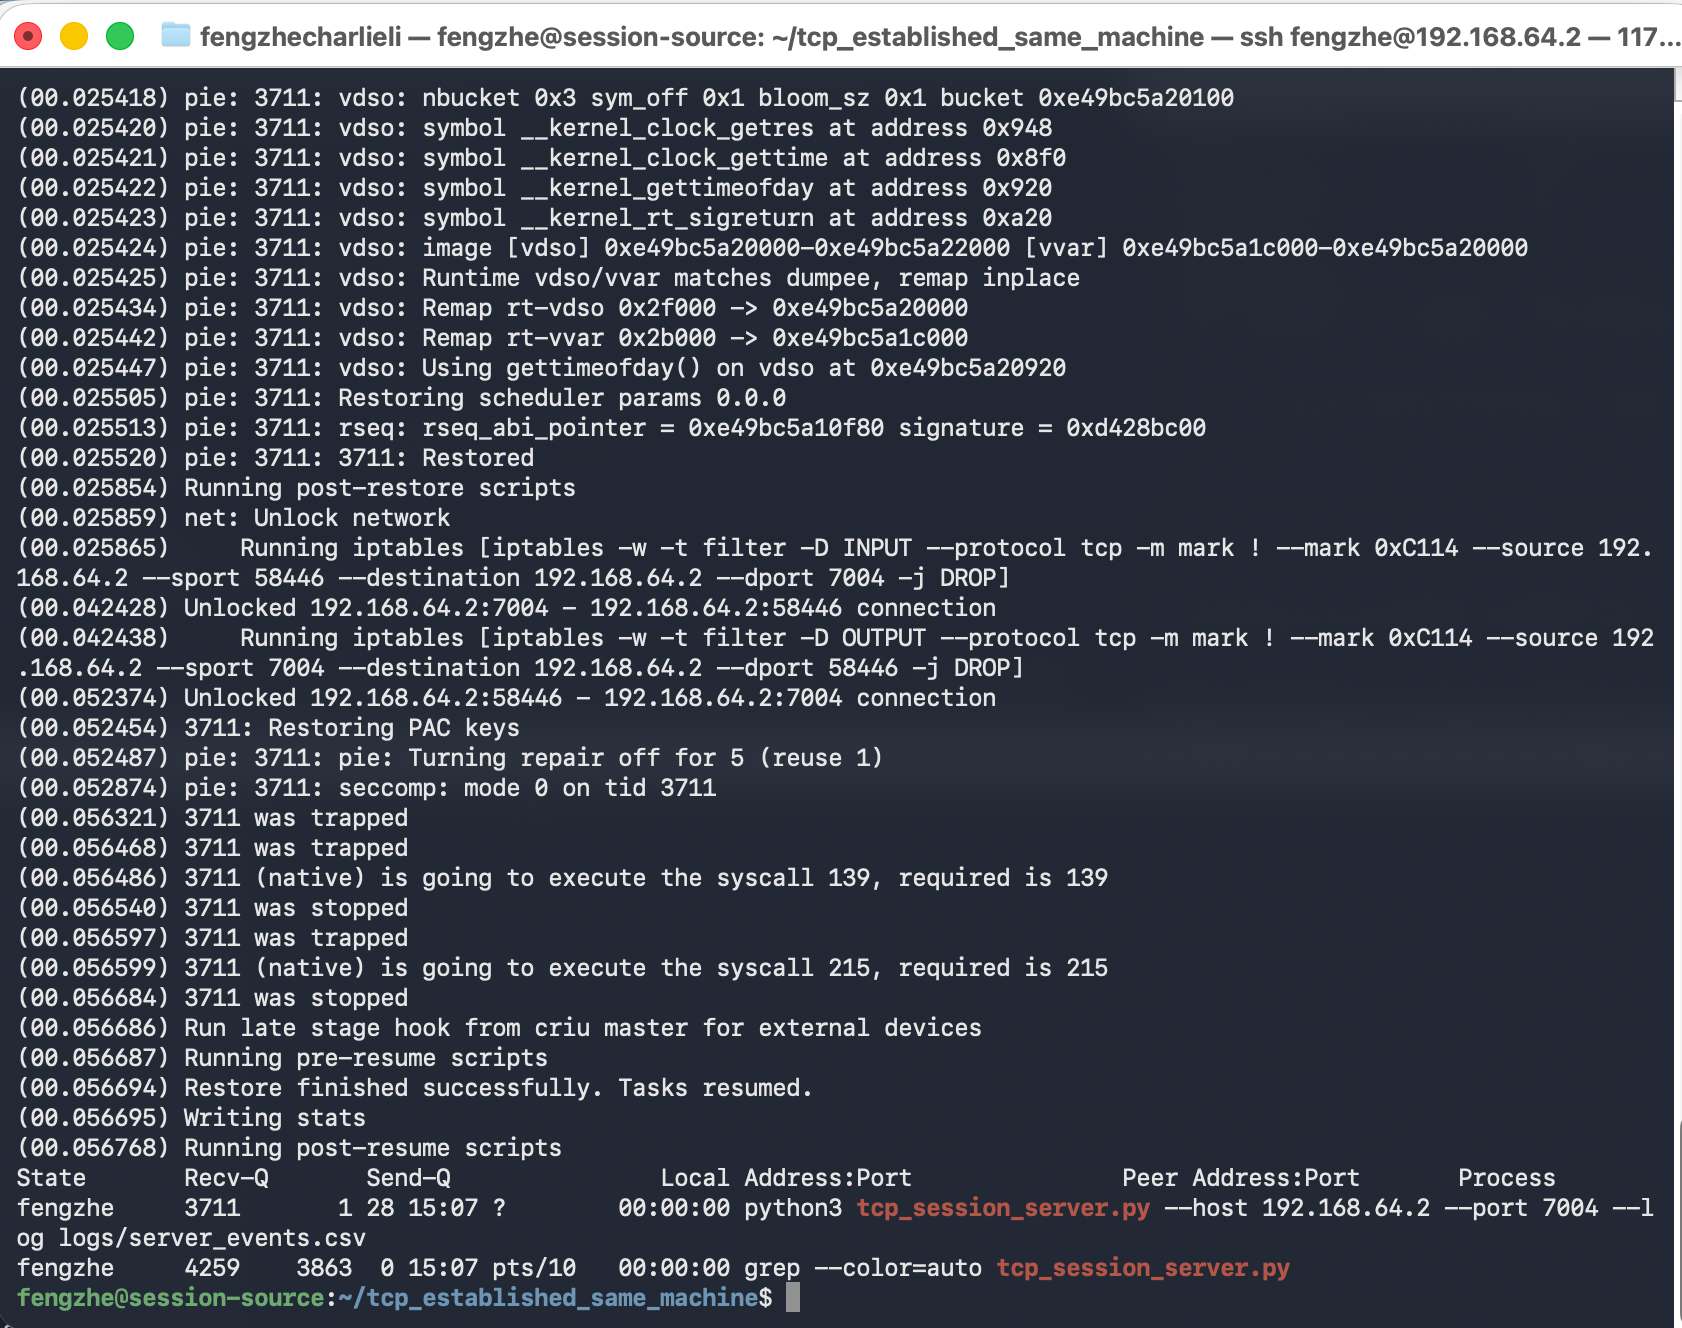 fengzhecharlieli — fengzhe@session-source: ~/tcp_established_same_machine — ssh fengzhe@192.168.64.2 — 117...
(00.025418) pie: 3711: vdso: nbucket 0x3 sym_off 0x1 bloom_sz 0x1 bucket 0xe49bc5a20100
(00.025420) pie: 3711: vdso: symbol __kernel_clock_getres at address 0x948
(00.025421) pie: 3711: vdso: symbol __kernel_clock_gettime at address 0x8f0
(00.025422) pie: 3711: vdso: symbol __kernel_gettimeofday at address 0x920
(00.025423) pie: 3711: vdso: symbol __kernel_rt_sigreturn at address 0xa20
(00.025424) pie: 3711: vdso: image [vdso] 0xe49bc5a20000-0xe49bc5a22000 [vvar] 0xe49bc5a1c000-0xe49bc5a20000
(00.025425) pie: 3711: vdso: Runtime vdso/vvar matches dumpee, remap inplace
(00.025434) pie: 3711: vdso: Remap rt-vdso 0x2f000 -> 0xe49bc5a20000
(00.025442) pie: 3711: vdso: Remap rt-vvar 0x2b000 -> 0xe49bc5a1c000
(00.025447) pie: 3711: vdso: Using gettimeofday() on vdso at 0xe49bc5a20920
(00.025505) pie: 3711: Restoring scheduler params 0.0.0
(00.025513) pie: 3711: rseq: rseq_abi_pointer = 0xe49bc5a10f80 signature = 0xd428bc00
(00.025520) pie: 3711: 3711: Restored
(00.025854) Running post-restore scripts
(00.025859) net: Unlock network
(00.025865)     Running iptables [iptables -w -t filter -D INPUT --protocol tcp -m mark ! --mark 0xC114 --source 192.
168.64.2 --sport 58446 --destination 192.168.64.2 --dport 7004 -j DROP]
(00.042428) Unlocked 192.168.64.2:7004 - 192.168.64.2:58446 connection
(00.042438)     Running iptables [iptables -w -t filter -D OUTPUT --protocol tcp -m mark ! --mark 0xC114 --source 192
.168.64.2 --sport 7004 --destination 192.168.64.2 --dport 58446 -j DROP]
(00.052374) Unlocked 192.168.64.2:58446 - 192.168.64.2:7004 connection
(00.052454) 3711: Restoring PAC keys
(00.052487) pie: 3711: pie: Turning repair off for 5 (reuse 1)
(00.052874) pie: 3711: seccomp: mode 0 on tid 3711
(00.056321) 3711 was trapped
(00.056468) 3711 was trapped
(00.056486) 3711 (native) is going to execute the syscall 139, required is 139
(00.056540) 3711 was stopped
(00.056597) 3711 was trapped
(00.056599) 3711 (native) is going to execute the syscall 215, required is 215
(00.056684) 3711 was stopped
(00.056686) Run late stage hook from criu master for external devices
(00.056687) Running pre-resume scripts
(00.056694) Restore finished successfully. Tasks resumed.
(00.056695) Writing stats
(00.056768) Running post-resume scripts
State       Recv-Q       Send-Q               Local Address:Port               Peer Address:Port       Process
fengzhe     3711       1 28 15:07 ?        00:00:00 python3 tcp_session_server.py --host 192.168.64.2 --port 7004 --l
og logs/server_events.csv
fengzhe     4259    3863  0 15:07 pts/10   00:00:00 grep --color=auto tcp_session_server.py
fengzhe@session-source:~/tcp_established_same_machine$